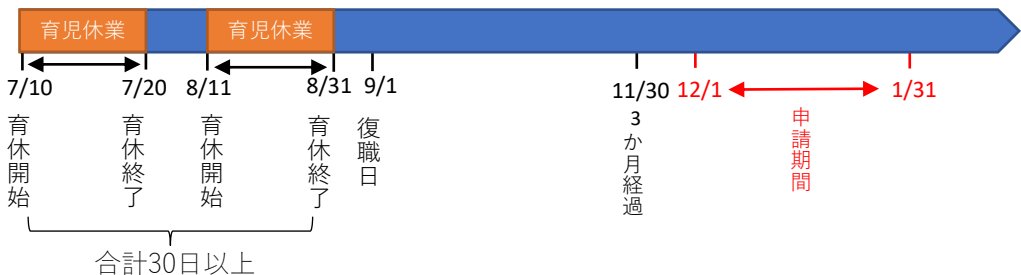 育児休業
育児休業
7/10
7/20
8/11
8/31
9/1
11/30
12/1
1/31
育休開始
育休終了
育休開始
育休終了
復職日
3か月経過
申請期間
合計30日以上